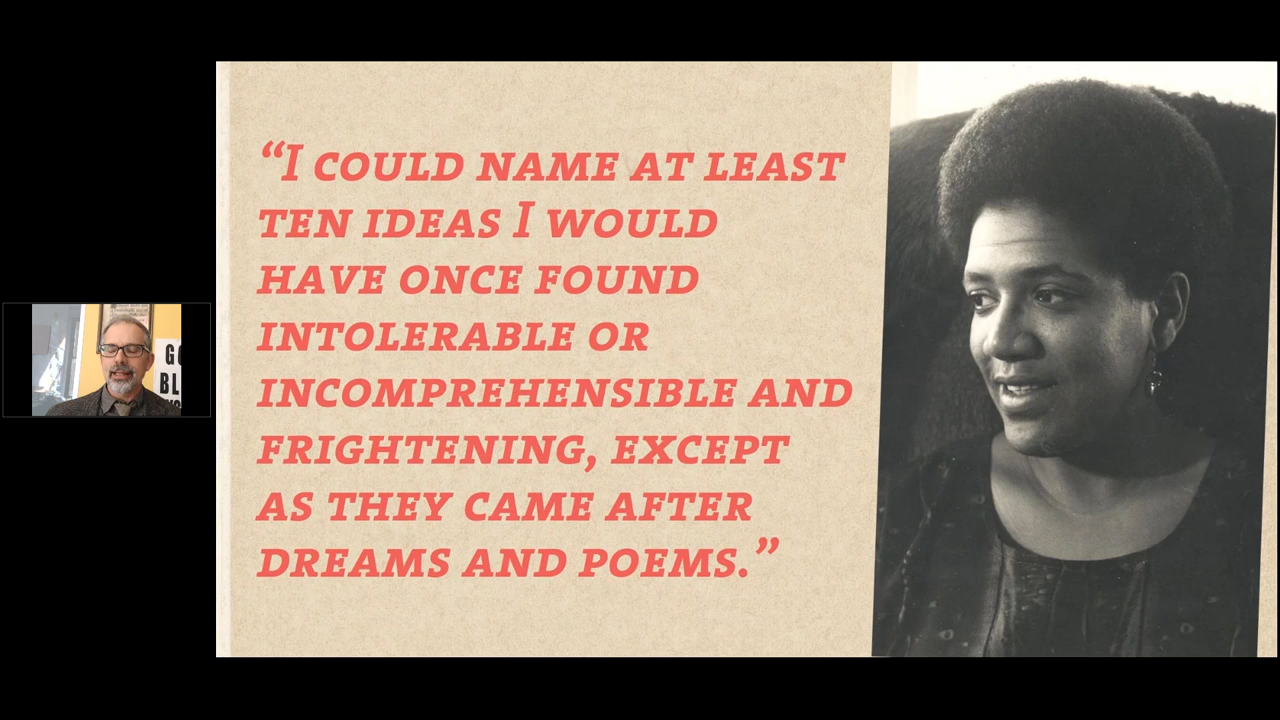 “I COULD NAME AT LEAST
TEN IDEAS I WOULD
HAVE ONCE FOUND
INTOLERABLE OR
INCOMPREHENSIBLE AND
FRIGHTENING, EXCEPT
AS THEY CAME AFTER
DREAMS AND POEMS.”